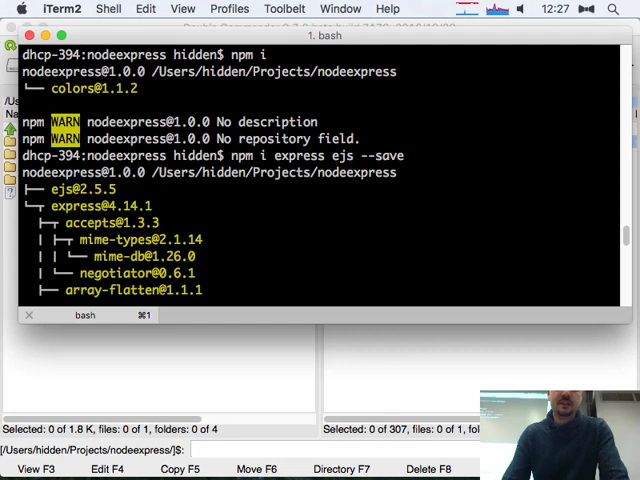 iTerm2 Shell Edit View Profiles Toolbelt Window Help 12:27
1. bash
dhcp-394:nodeexpress hidden$ npm i
nodeexpress@1.0.0 /Users/hidden/Projects/nodeexpress
└── colors@1.1.2
npm WARN nodeexpress@1.0.0 No description
npm WARN nodeexpress@1.0.0 No repository field.
dhcp-394:nodeexpress hidden$ npm i express ejs --save
nodeexpress@1.0.0 /Users/hidden/Projects/nodeexpress
├── ejs@2.5.5
└─┬ express@4.14.1
├─┬ accepts@1.3.3
│ ├─┬ mime-types@2.1.14
│ │ └── mime-db@1.26.0
│ └── negotiator@0.6.1
├── array-flatten@1.1.1
bash ⌘1
Selected: 0 of 1.8 K, files: 0 of 1, folders: 0 of 4
Selected: 0 of 307, files: 0 of 1,
[/Users/hidden/Projects/nodeexpress/]$:
View F3 Edit F4 Copy F5 Move F6 Directory F7 Delete F8